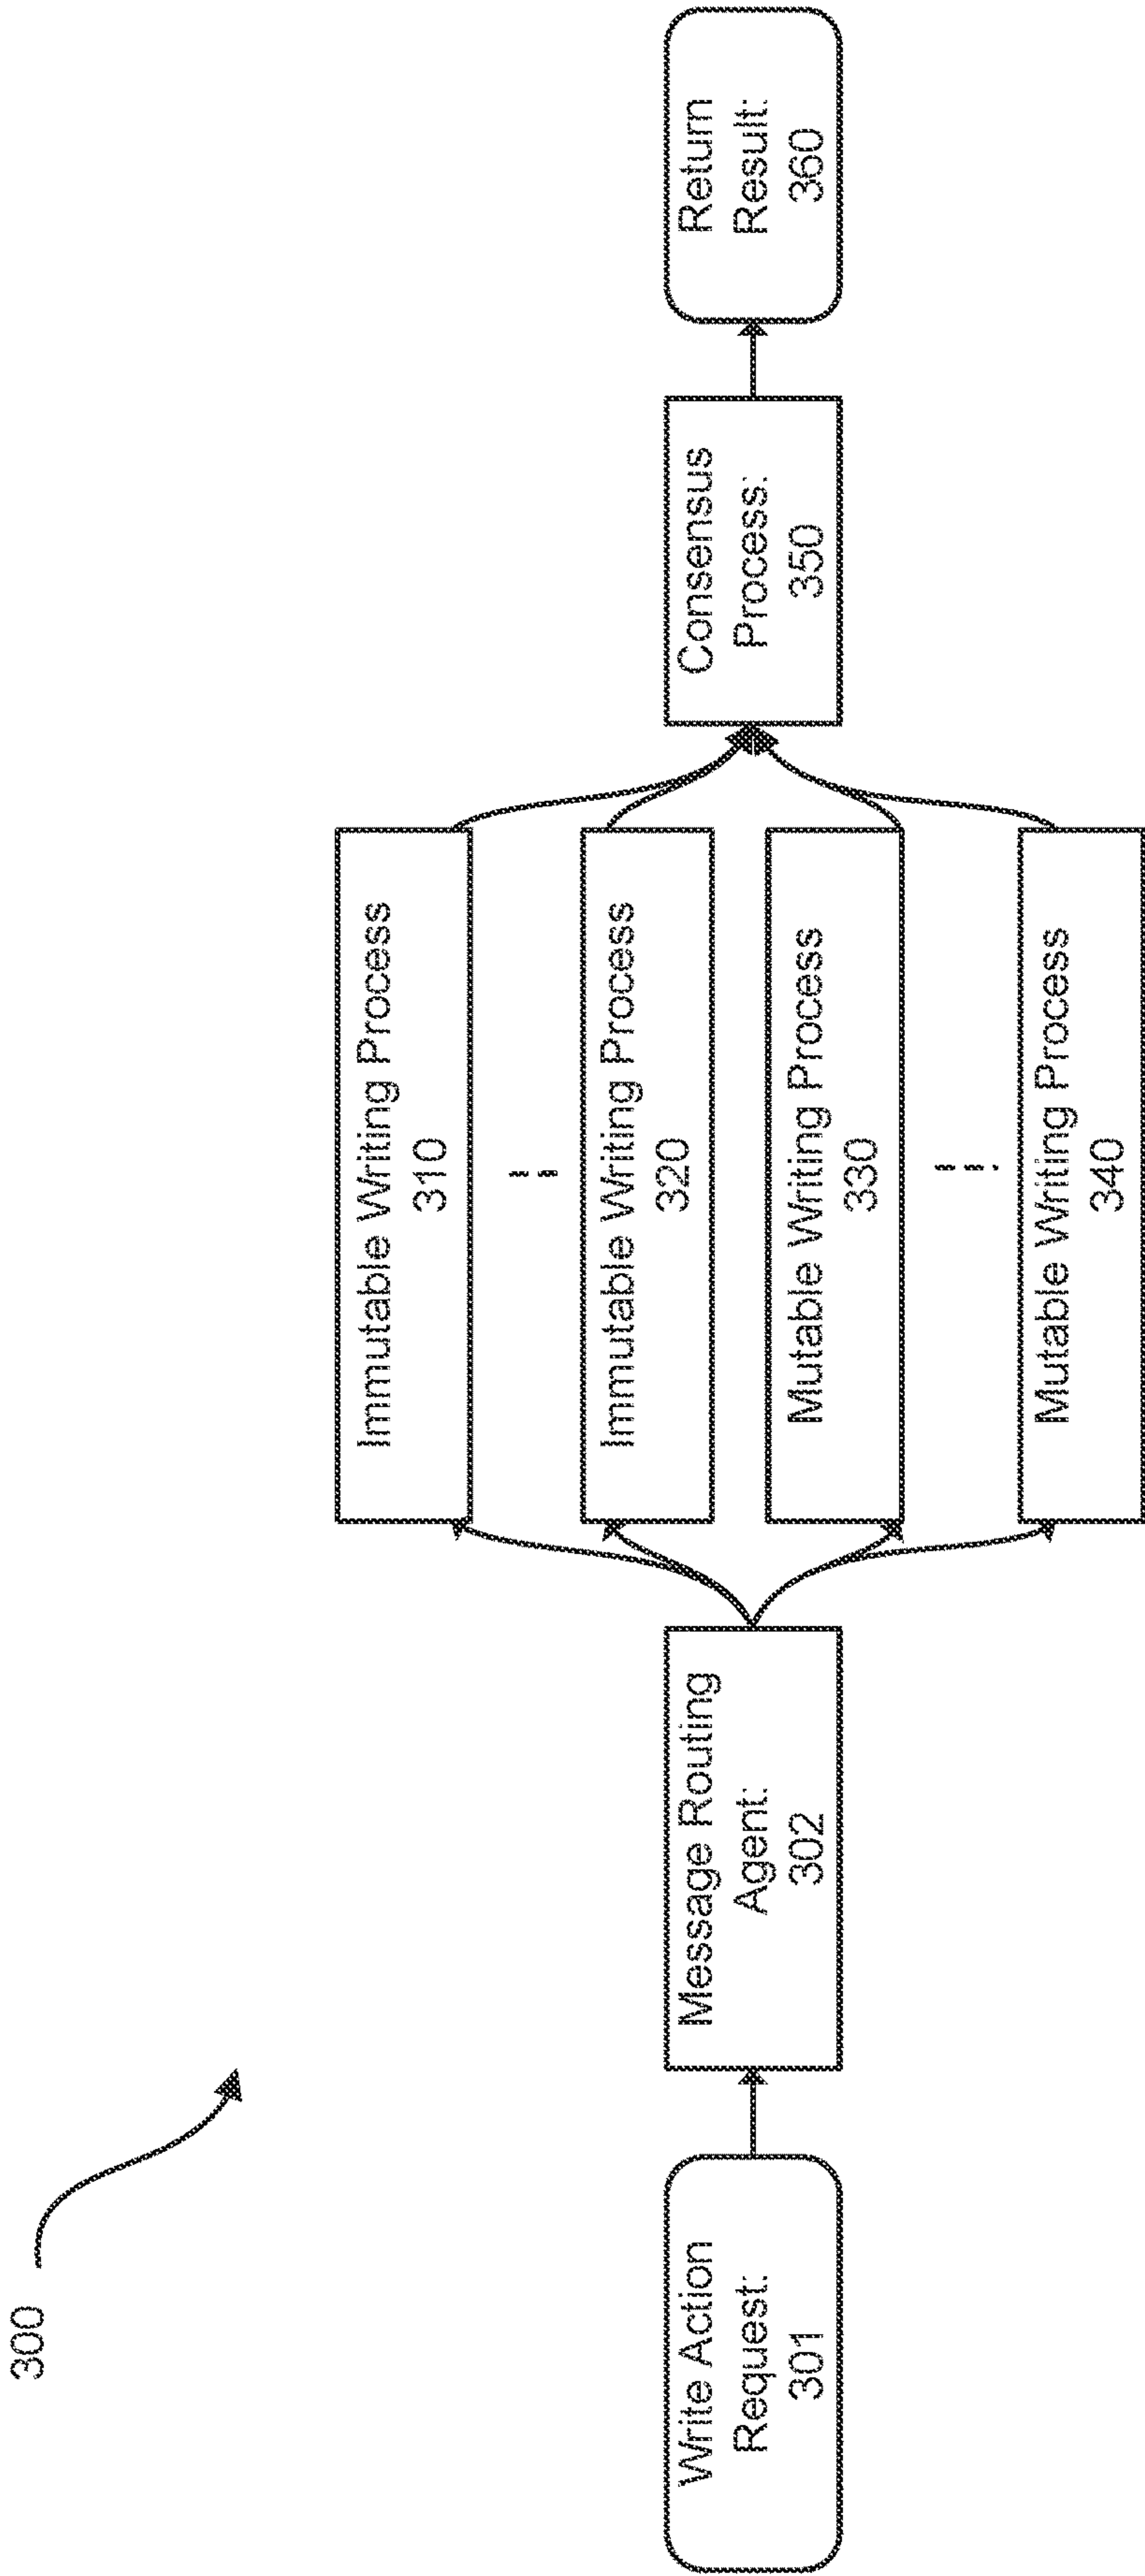 300
Write Action
Request:
301
Message Routing
Agent:
302
Immutable Writing Process
310
Immutable Writing Process
320
Mutable Writing Process
330
Mutable Writing Process
340
Consensus
Process:
350
Return
Result:
360